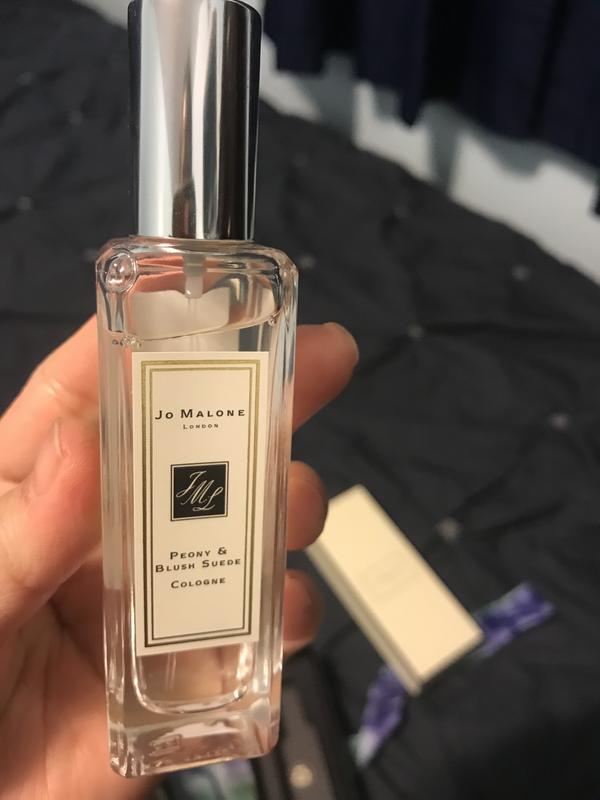 Jo Malone
London
JML
Peony &
Blush Suede
Cologne